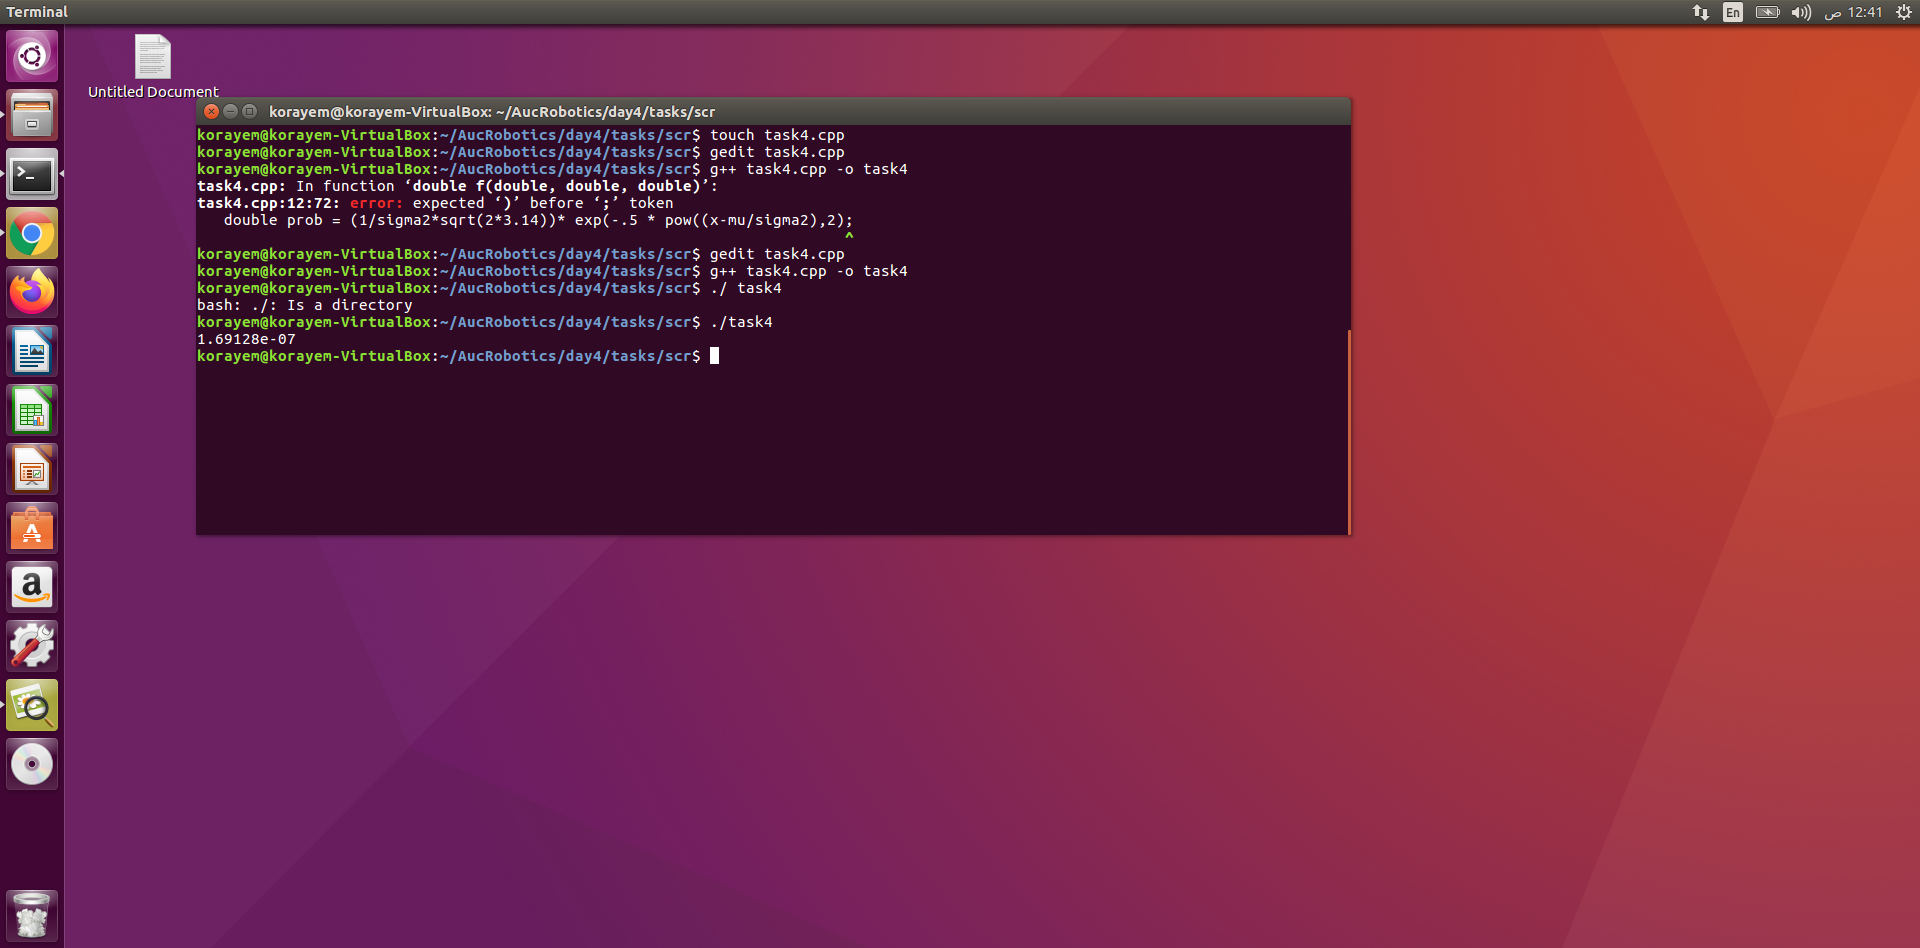 Terminal
En
ص 12:41
Untitled Document
korayem@korayem-VirtualBox: ~/AucRobotics/day4/tasks/scr
korayem@korayem-VirtualBox:~/AucRobotics/day4/tasks/scr$ touch task4.cpp
korayem@korayem-VirtualBox:~/AucRobotics/day4/tasks/scr$ gedit task4.cpp
korayem@korayem-VirtualBox:~/AucRobotics/day4/tasks/scr$ g++ task4.cpp -o task4
task4.cpp: In function ‘double f(double, double, double)’:
task4.cpp:12:72: error: expected ‘)’ before ‘;’ token
   double prob = (1/sigma2*sqrt(2*3.14))* exp(-.5 * pow((x-mu/sigma2),2);
^
korayem@korayem-VirtualBox:~/AucRobotics/day4/tasks/scr$ gedit task4.cpp
korayem@korayem-VirtualBox:~/AucRobotics/day4/tasks/scr$ g++ task4.cpp -o task4
korayem@korayem-VirtualBox:~/AucRobotics/day4/tasks/scr$ ./ task4
bash: ./: Is a directory
korayem@korayem-VirtualBox:~/AucRobotics/day4/tasks/scr$ ./task4
1.69128e-07
korayem@korayem-VirtualBox:~/AucRobotics/day4/tasks/scr$